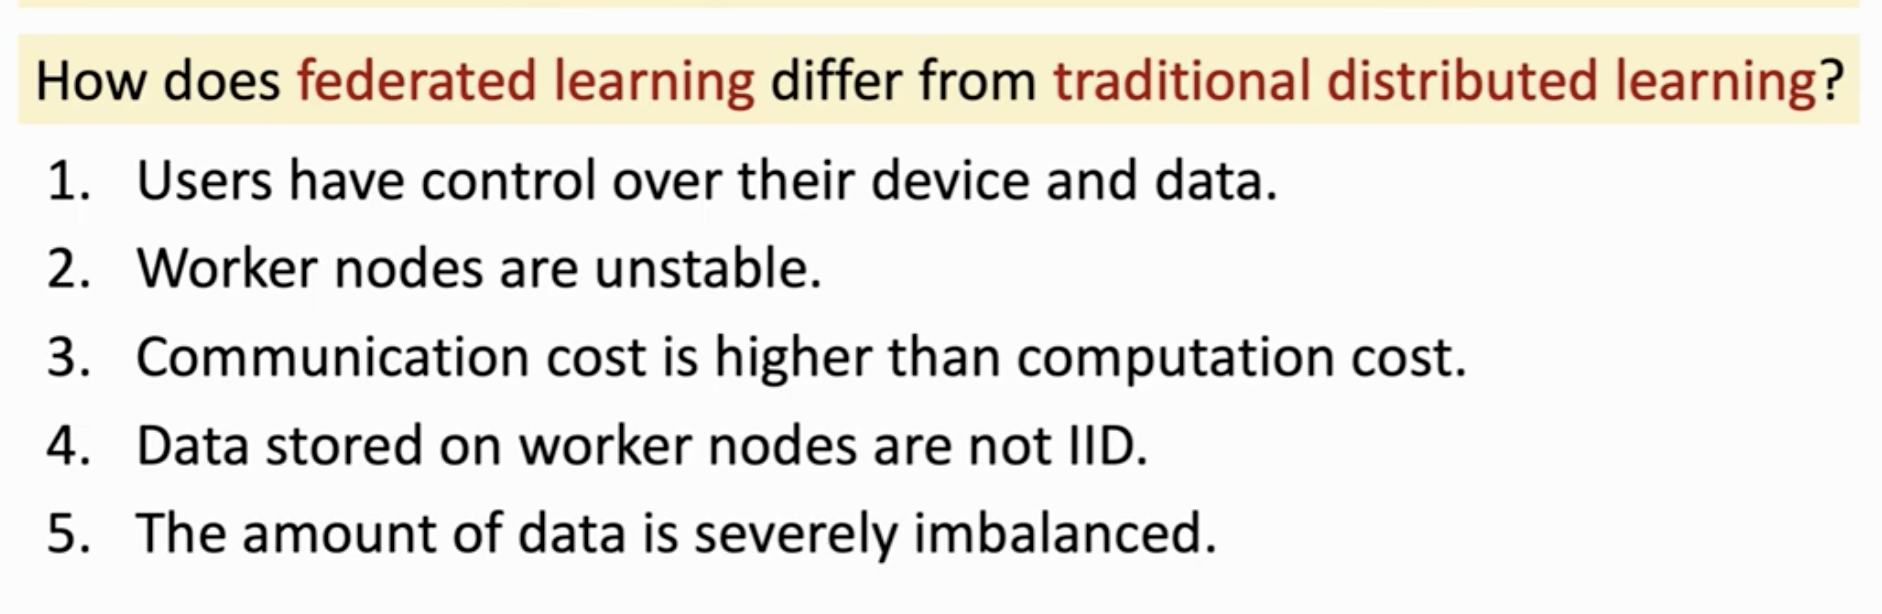 How does federated learning differ from traditional distributed learning?
1. Users have control over their device and data.
2. Worker nodes are unstable.
3. Communication cost is higher than computation cost.
4. Data stored on worker nodes are not IID.
5. The amount of data is severely imbalanced.